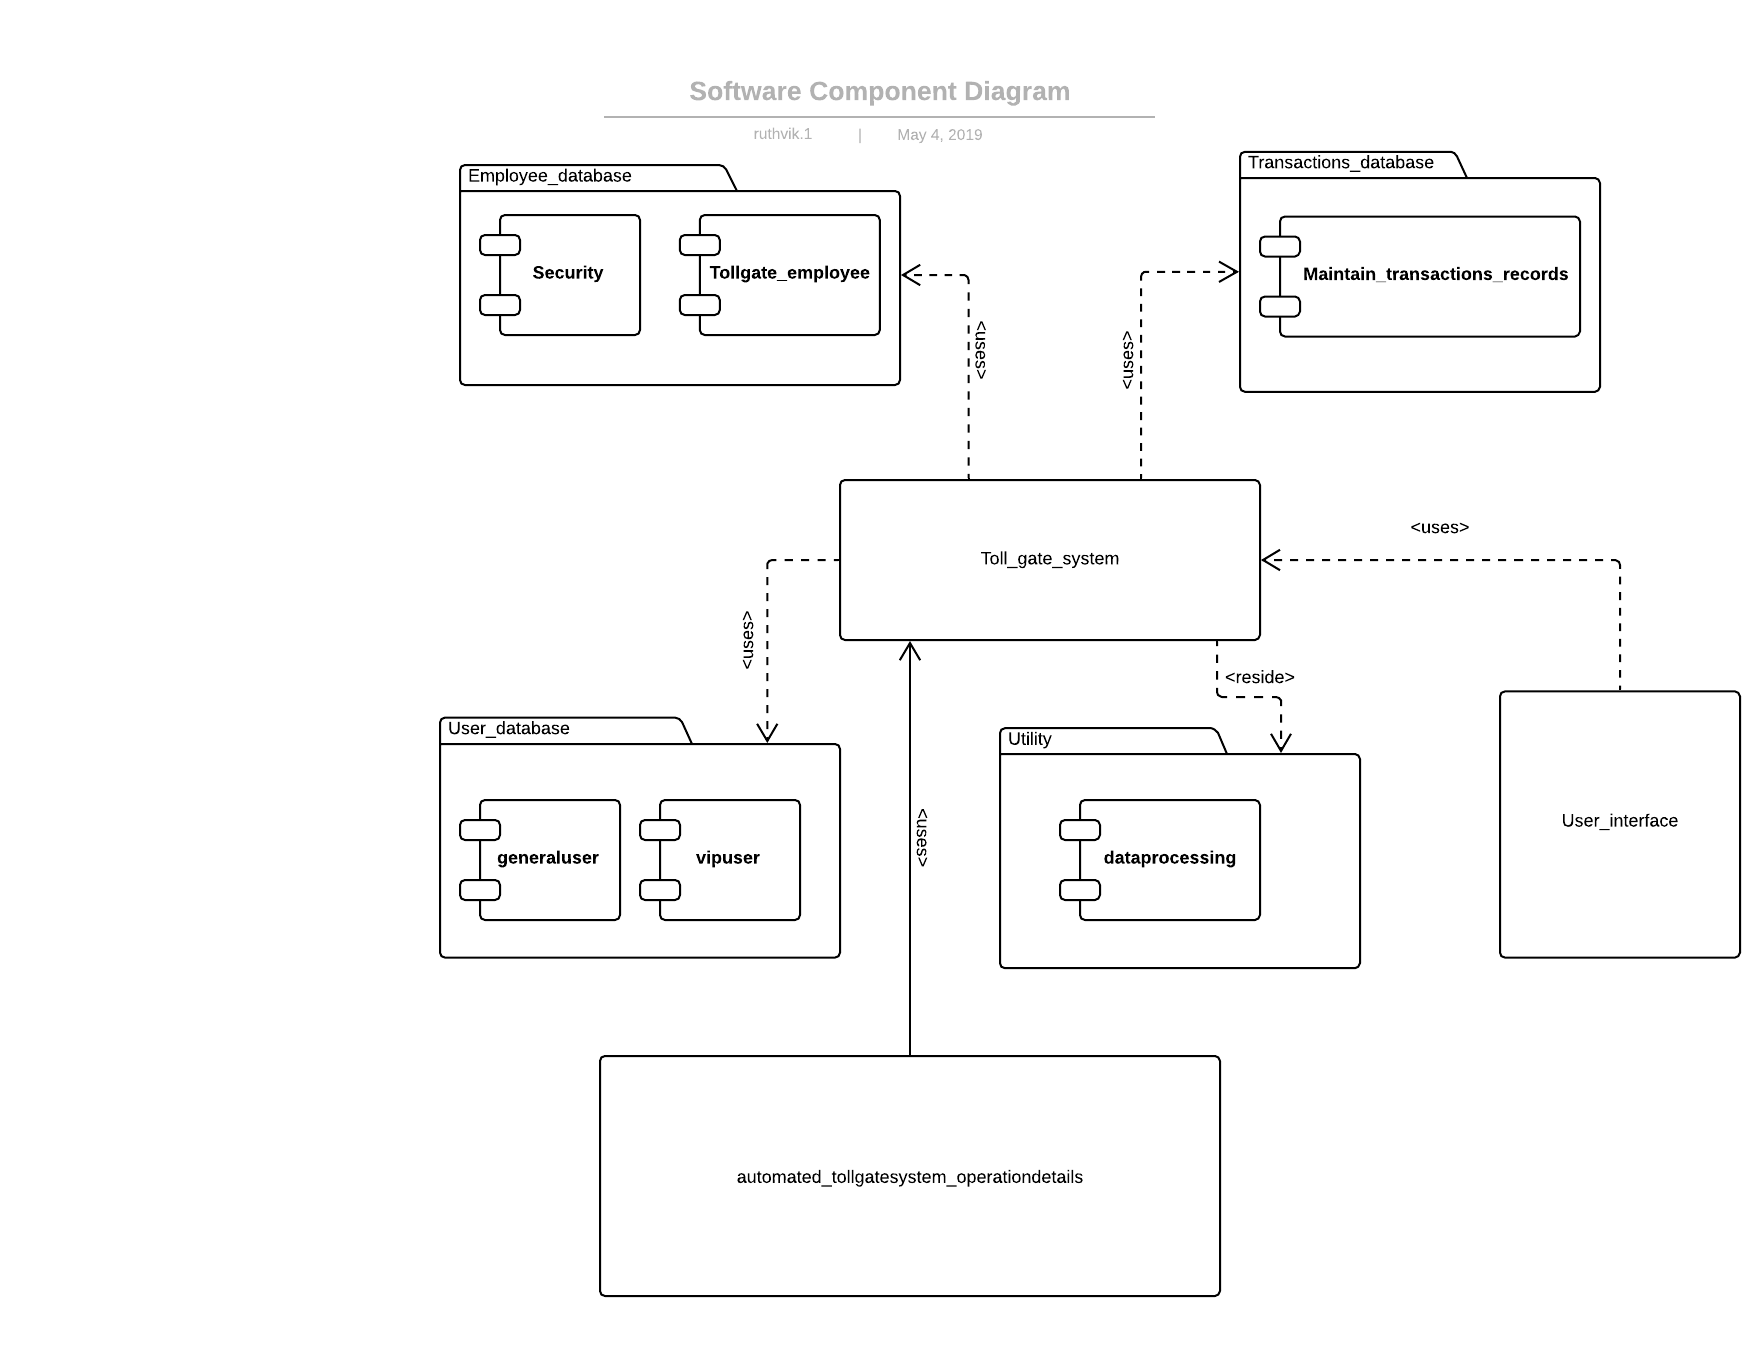 Software Component Diagram
ruthvik.1 | May 4, 2019
Employee_database
Security
Tollgate_employee
Transactions_database
Maintain_transactions_records
<uses>
<uses>
Toll_gate_system
<uses>
<uses>
<reside>
User_database
generaluser
vipuser
<uses>
Utility
dataprocessing
User_interface
automated_tollgatesystem_operationdetails